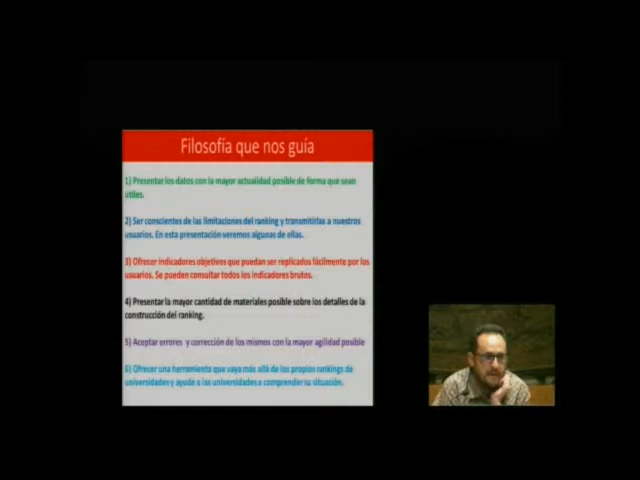 Filosofía que nos guía
1) Presentar los datos con la mayor actualidad posible de forma que sean
útiles.
2) Ser conscientes de las limitaciones del ranking y transmitirlas a nuestros
usuarios. En esta presentación veremos algunas de ellas.
3) Ofrecer indicadores objetivos que puedan ser replicados fácilmente por los
usuarios. Se pueden consultar todos los indicadores brutos.
4) Presentar la mayor cantidad de materiales posible sobre los detalles de la
construcción del ranking.
5) Aceptar errores y corrección de los mismos con la mayor agilidad posible
6) Ofrecer una herramienta que vaya más allá de los propios rankings de
universidades y ayude a las universidades a comprender su situación.